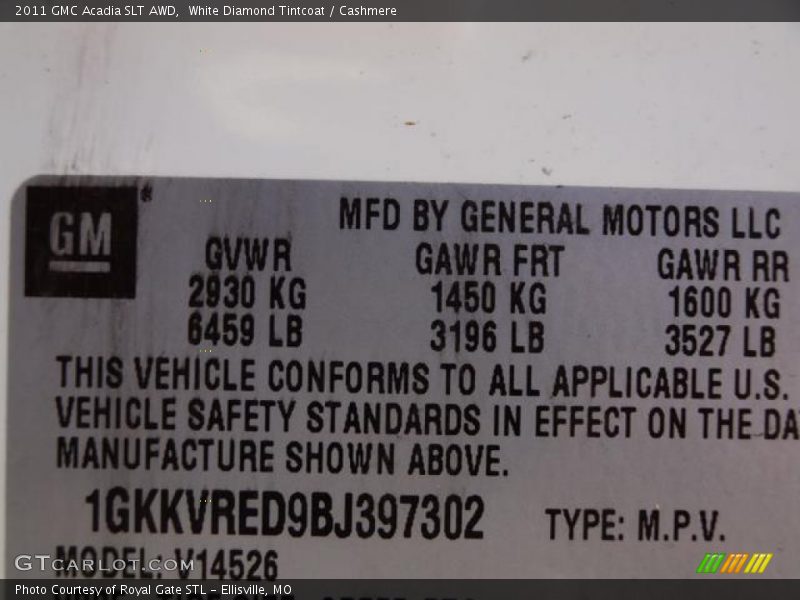 2011 GMC Acadia SLT AWD,  White Diamond Tintcoat / Cashmere
GM
MFD BY GENERAL MOTORS LLC
GVWR GAWR FRT GAWR RR
2930 KG 1450 KG 1600 KG
6459 LB 3196 LB 3527 LB
THIS VEHICLE CONFORMS TO ALL APPLICABLE U.S.
VEHICLE SAFETY STANDARDS IN EFFECT ON THE DA
MANUFACTURE SHOWN ABOVE.
1GKKVRED9BJ397302 TYPE: M.P.V.
MODEL: V14526
GTCARLOT.COM
Photo Courtesy of Royal Gate STL - Ellisville, MO